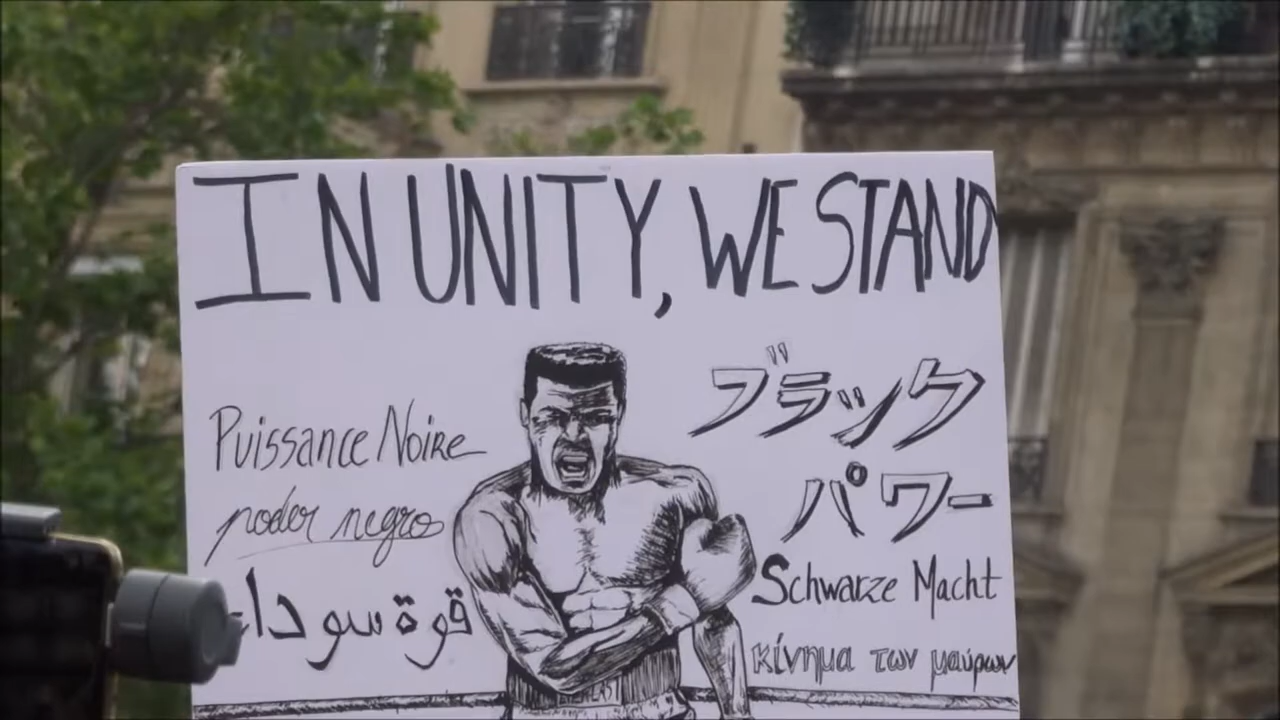 IN UNITY, WE STAND
Puissance Noire
poder negro
قوة سوداء
ブラック
パワー
Schwarze Macht
κίνημα των μαύρων